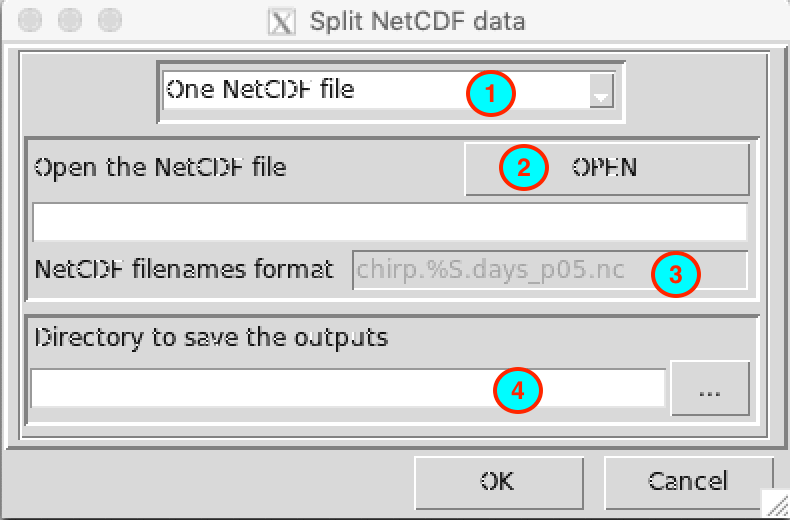 Split NetCDF data
One NetCDF file 1
Open the NetCDF file 2 OPEN
NetCDF filenames format chirp.%S.days_p05.nc 3
Directory to save the outputs
4 ...
OK Cancel